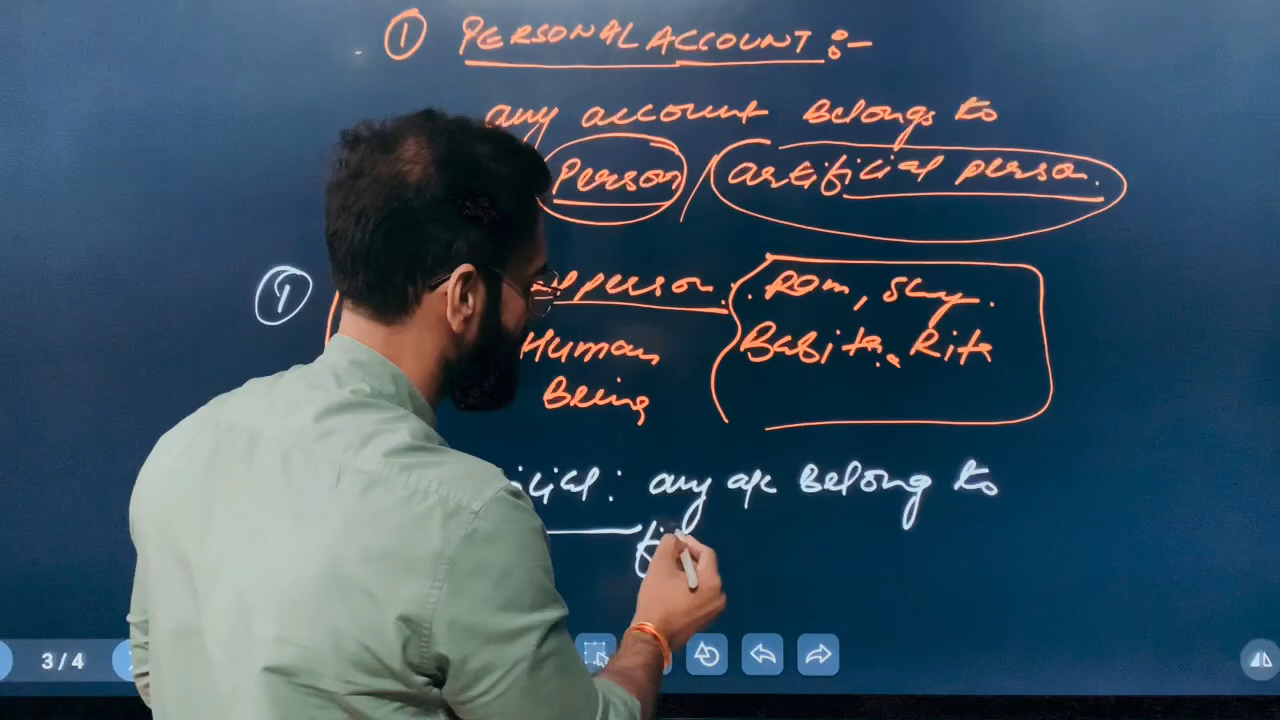 ① PERSONAL ACCOUNT :-
any account Belongs to
Person / artificial person.
① person. Ram,
Human Babita, Rita
Being
icial: any a/c Belong to
3/4